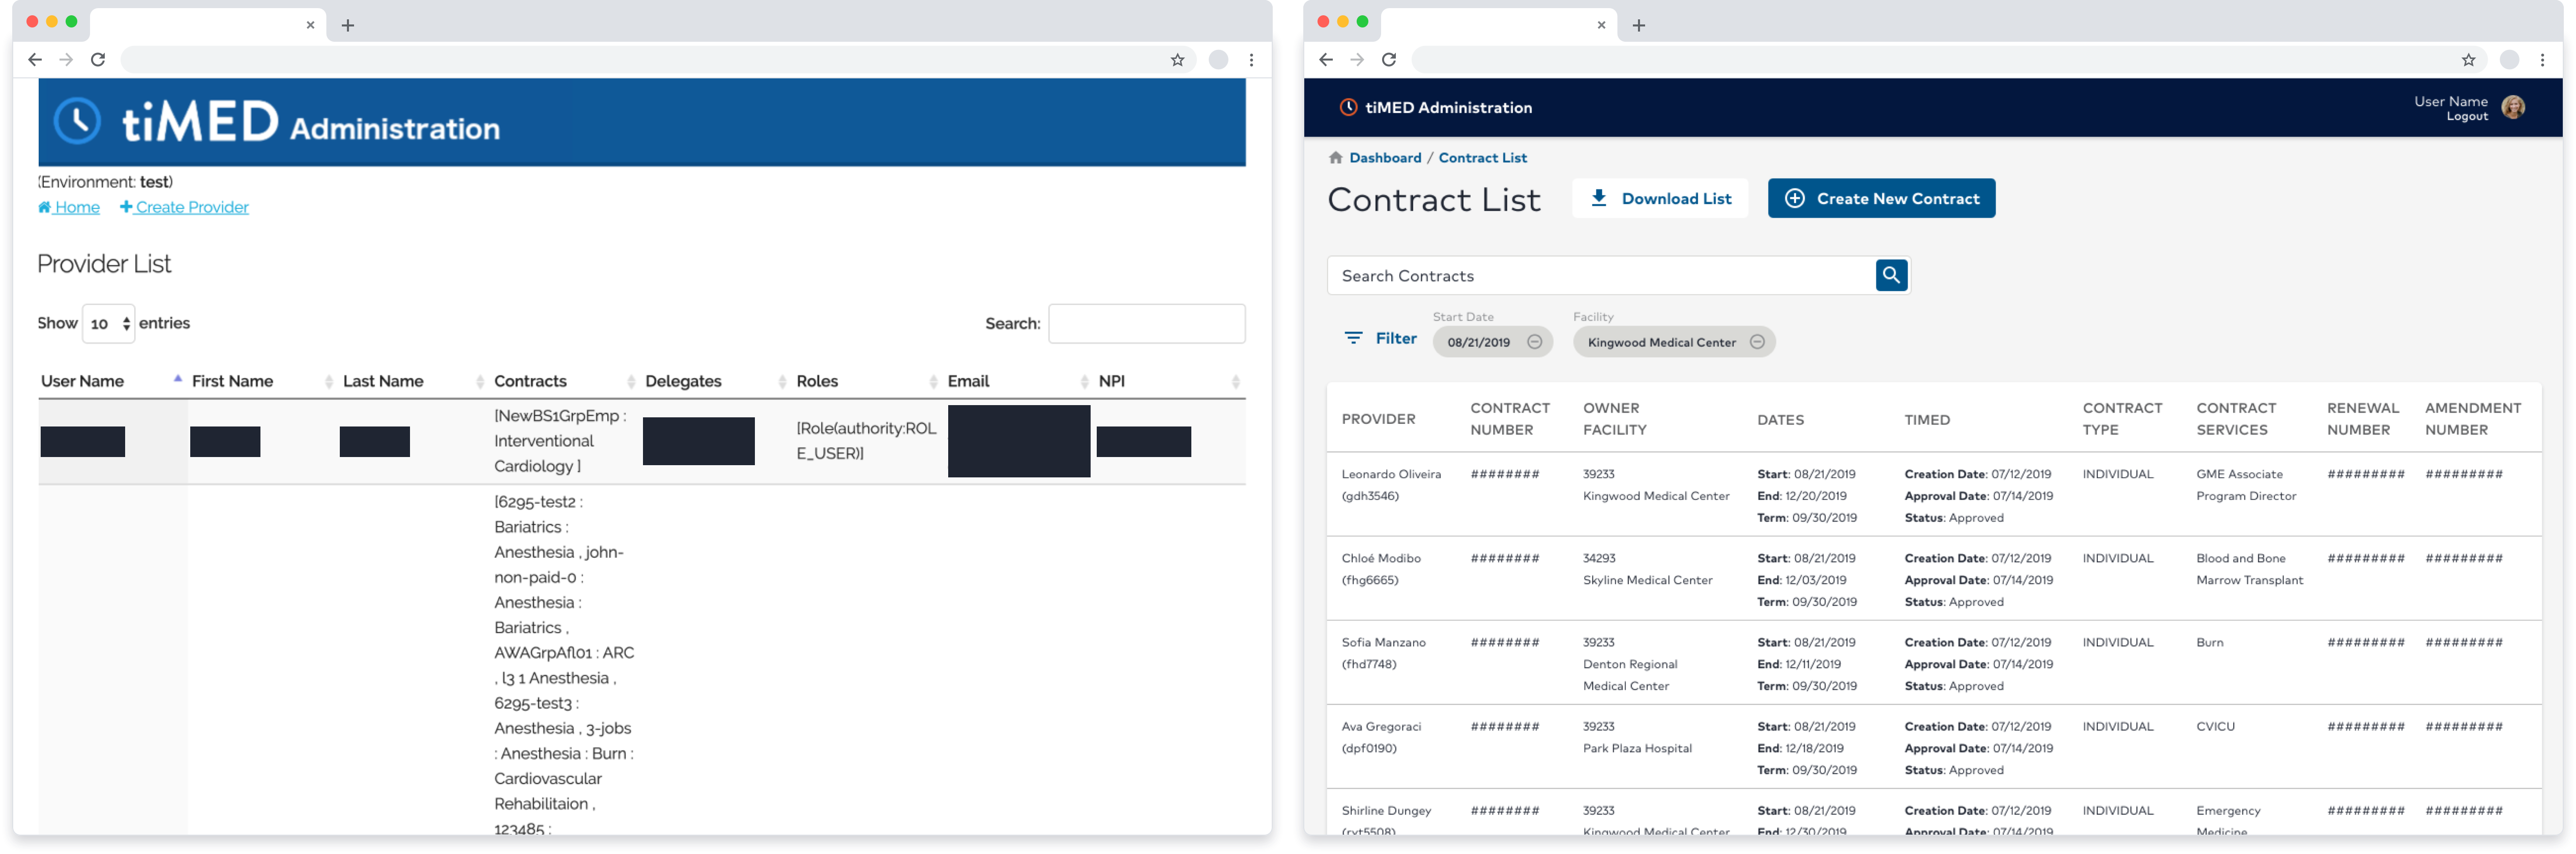 tiMED Administration
(Environment: test)
Home Create Provider
Provider List
Show 10 entries
Search:
User Name First Name Last Name Contracts Delegates Roles Email NPI
[NewBS1GrpEmp :
Interventional
Cardiology ]
[Role(authority:ROL
E_USER)]
[6295-test2 :
Bariatrics :
Anesthesia , john-
non-paid-0 :
Anesthesia :
Bariatrics ,
AWAGrpAfl01 : ARC
, l3 1 Anesthesia ,
6295-test3 :
Anesthesia , 3-jobs
: Anesthesia : Burn :
Cardiovascular
Rehabilitaion ,
123485 :
tiMED Administration
User Name
Logout
Dashboard / Contract List
Contract List
Download List
Create New Contract
Search Contracts
Filter
Start Date
08/21/2019
Facility
Kingwood Medical Center
PROVIDER
CONTRACT
NUMBER
OWNER
FACILITY
DATES
TIMED
CONTRACT
TYPE
CONTRACT
SERVICES
RENEWAL
NUMBER
AMENDMENT
NUMBER
Leonardo Oliveira
(gdh3546)
########
39233
Kingwood Medical Center
Start: 08/21/2019
End: 12/20/2019
Term: 09/30/2019
Creation Date: 07/12/2019
Approval Date: 07/14/2019
Status: Approved
INDIVIDUAL
GME Associate
Program Director
#########
#########
Chloé Modibo
(fhg6665)
########
34293
Skyline Medical Center
Start: 08/21/2019
End: 12/03/2019
Term: 09/30/2019
Creation Date: 07/12/2019
Approval Date: 07/14/2019
Status: Approved
INDIVIDUAL
Blood and Bone
Marrow Transplant
#########
#########
Sofia Manzano
(fhd7748)
########
39233
Denton Regional
Medical Center
Start: 08/21/2019
End: 12/11/2019
Term: 09/30/2019
Creation Date: 07/12/2019
Approval Date: 07/14/2019
Status: Approved
INDIVIDUAL
Burn
#########
#########
Ava Gregoraci
(dpf0190)
########
39233
Park Plaza Hospital
Start: 08/21/2019
End: 12/18/2019
Term: 09/30/2019
Creation Date: 07/12/2019
Approval Date: 07/14/2019
Status: Approved
INDIVIDUAL
CVICU
#########
#########
Shirline Dungey
(rvt5508)
########
39233
Kingwood Medical Center
Start: 08/21/2019
End: 12/30/2019
Creation Date: 07/12/2019
Approval Date: 07/14/2019
INDIVIDUAL
Emergency
Medicine
#########
#########